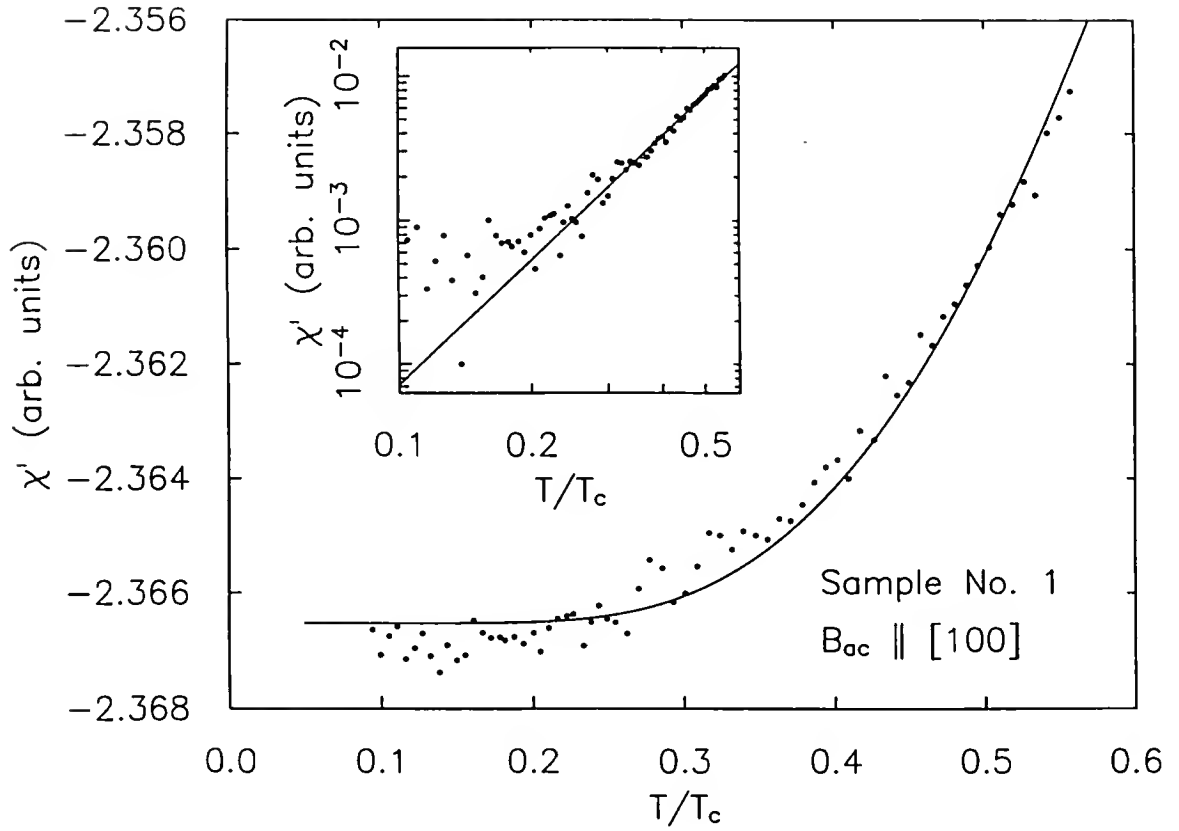 χ' (arb. units)
−2.356
−2.358
−2.360
−2.362
−2.364
−2.366
−2.368
0.0 0.1 0.2 0.3 0.4 0.5 0.6
T/Tc
χ' (arb. units)
10−2
10−3
10−4
0.1 0.2 0.5
T/Tc
Sample No. 1
Bac ∥ [100]